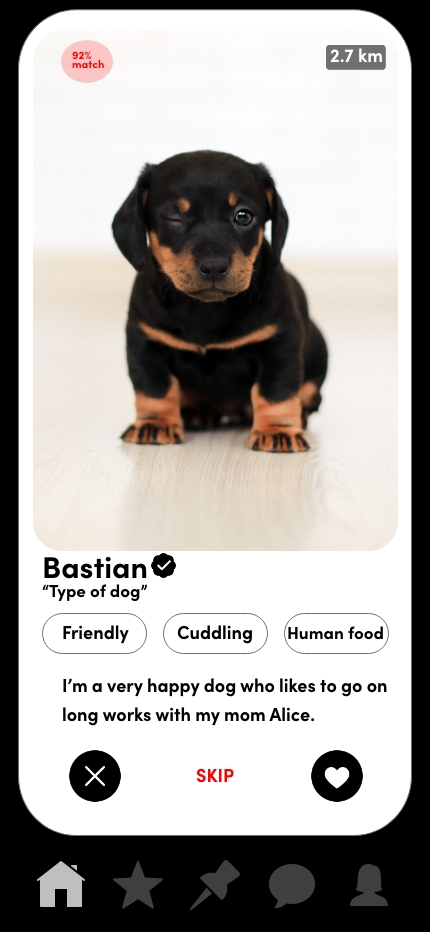 92%
match
2.7 km
Bastian
“Type of dog”
Friendly
Cuddling
Human food
I’m a very happy dog who likes to go on
long works with my mom Alice.
SKIP